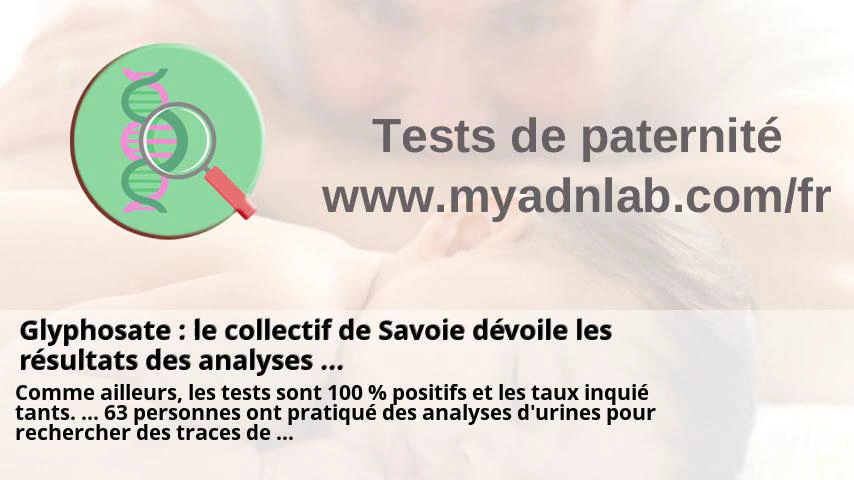 Tests de paternité
www.myadnlab.com/fr
Glyphosate : le collectif de Savoie dévoile les
résultats des analyses ...
Comme ailleurs, les tests sont 100 % positifs et les taux inquié
tants. ... 63 personnes ont pratiqué des analyses d'urines pour
rechercher des traces de ...